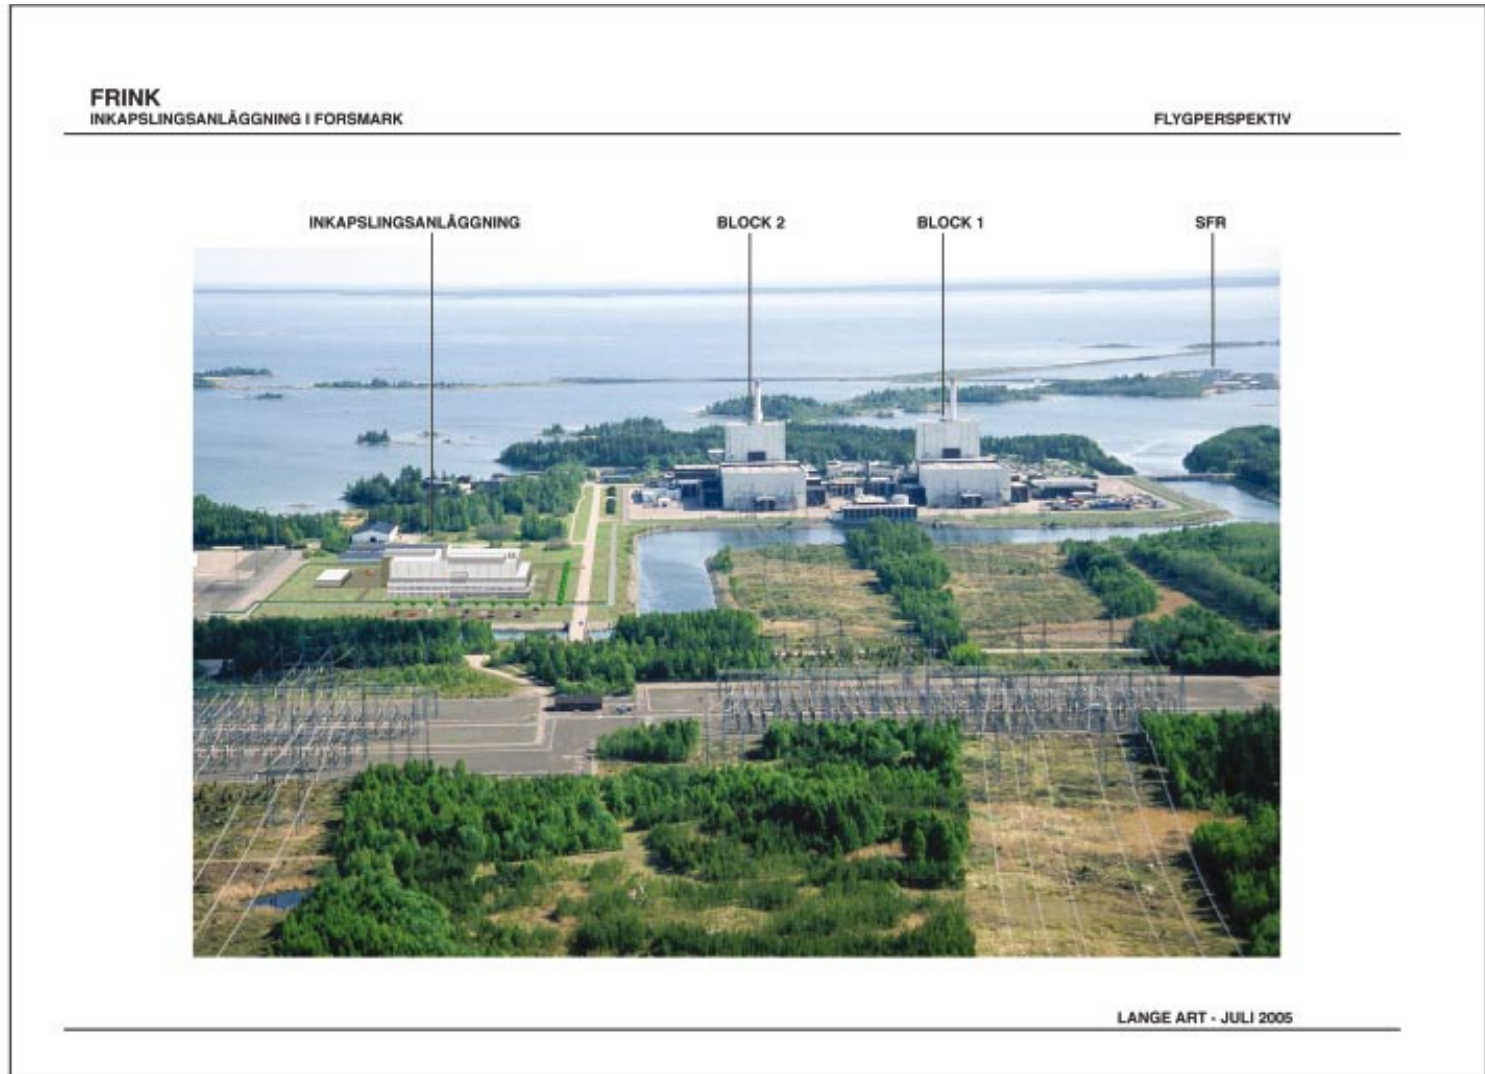 FRINK
INKAPSLINGSANLÄGGNING I FORSMARK
FLYGPERSPEKTIV
INKAPSLINGSANLÄGGNING
BLOCK 2
BLOCK 1
SFR
LANGE ART - JULI 2005